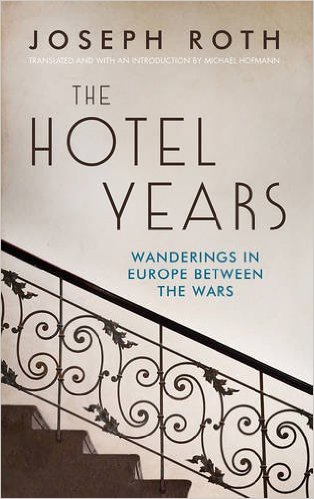 JOSEPH ROTH
TRANSLATED AND WITH AN INTRODUCTION BY MICHAEL HOFMANN
THE
HOTEL
YEARS
WANDERINGS IN
EUROPE BETWEEN
THE WARS